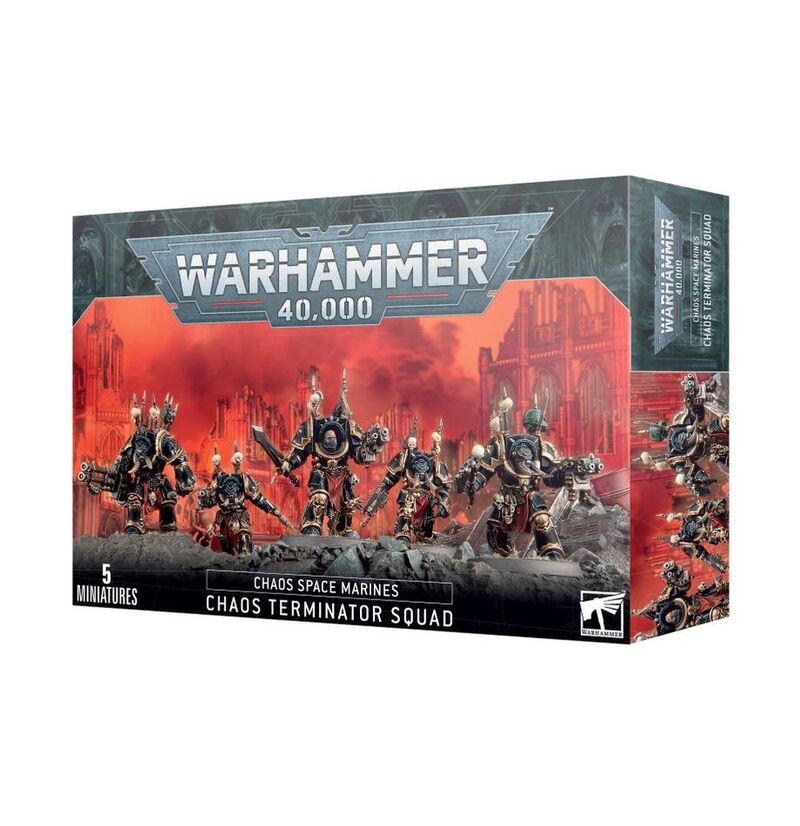 WARHAMMER
40,000
™
5
MINIATURES
CHAOS SPACE MARINES
CHAOS TERMINATOR SQUAD
WARHAMMER
WARHAMMER
40,000
CHAOS SPACE MARINES
CHAOS TERMINATOR SQUAD